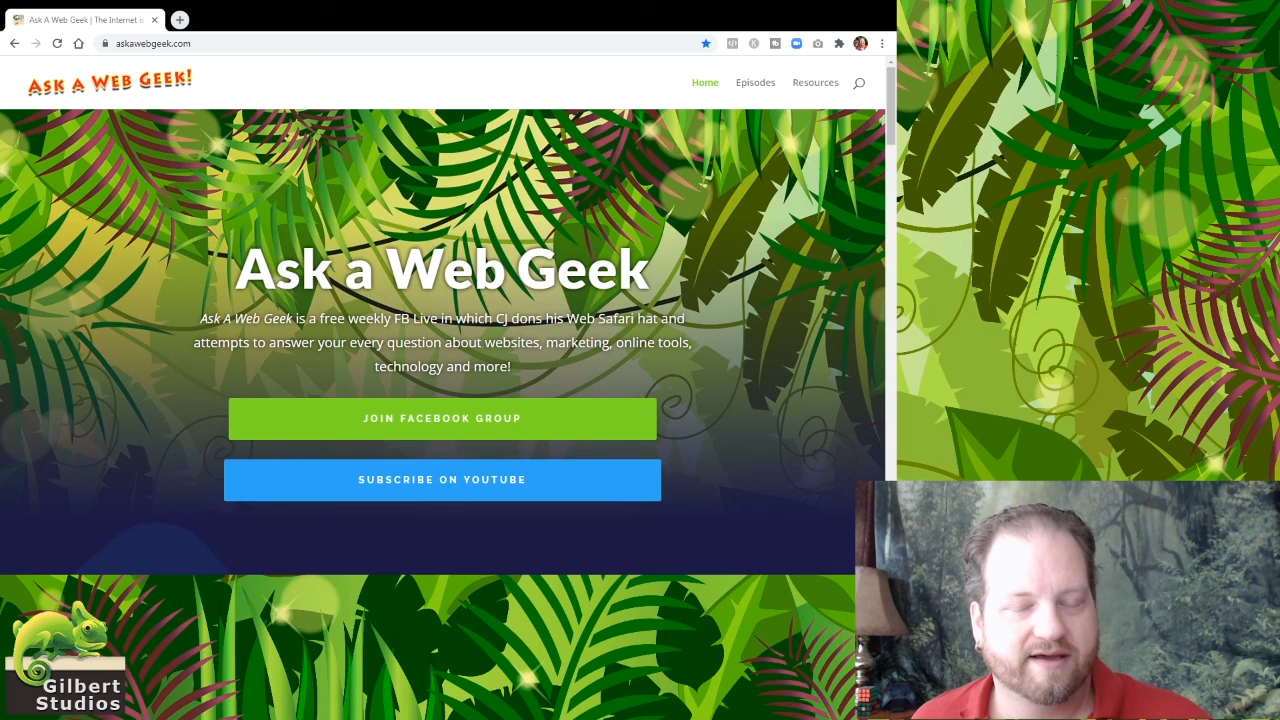 Ask A Web Geek | The Internet is
askawebgeek.com
ASK A WEB GEEK!
Home Episodes Resources
Ask a Web Geek
Ask A Web Geek is a free weekly FB Live in which CJ dons his Web Safari hat and
attempts to answer your every question about websites, marketing, online tools,
technology and more!
JOIN FACEBOOK GROUP
SUBSCRIBE ON YOUTUBE
Gilbert
Studios